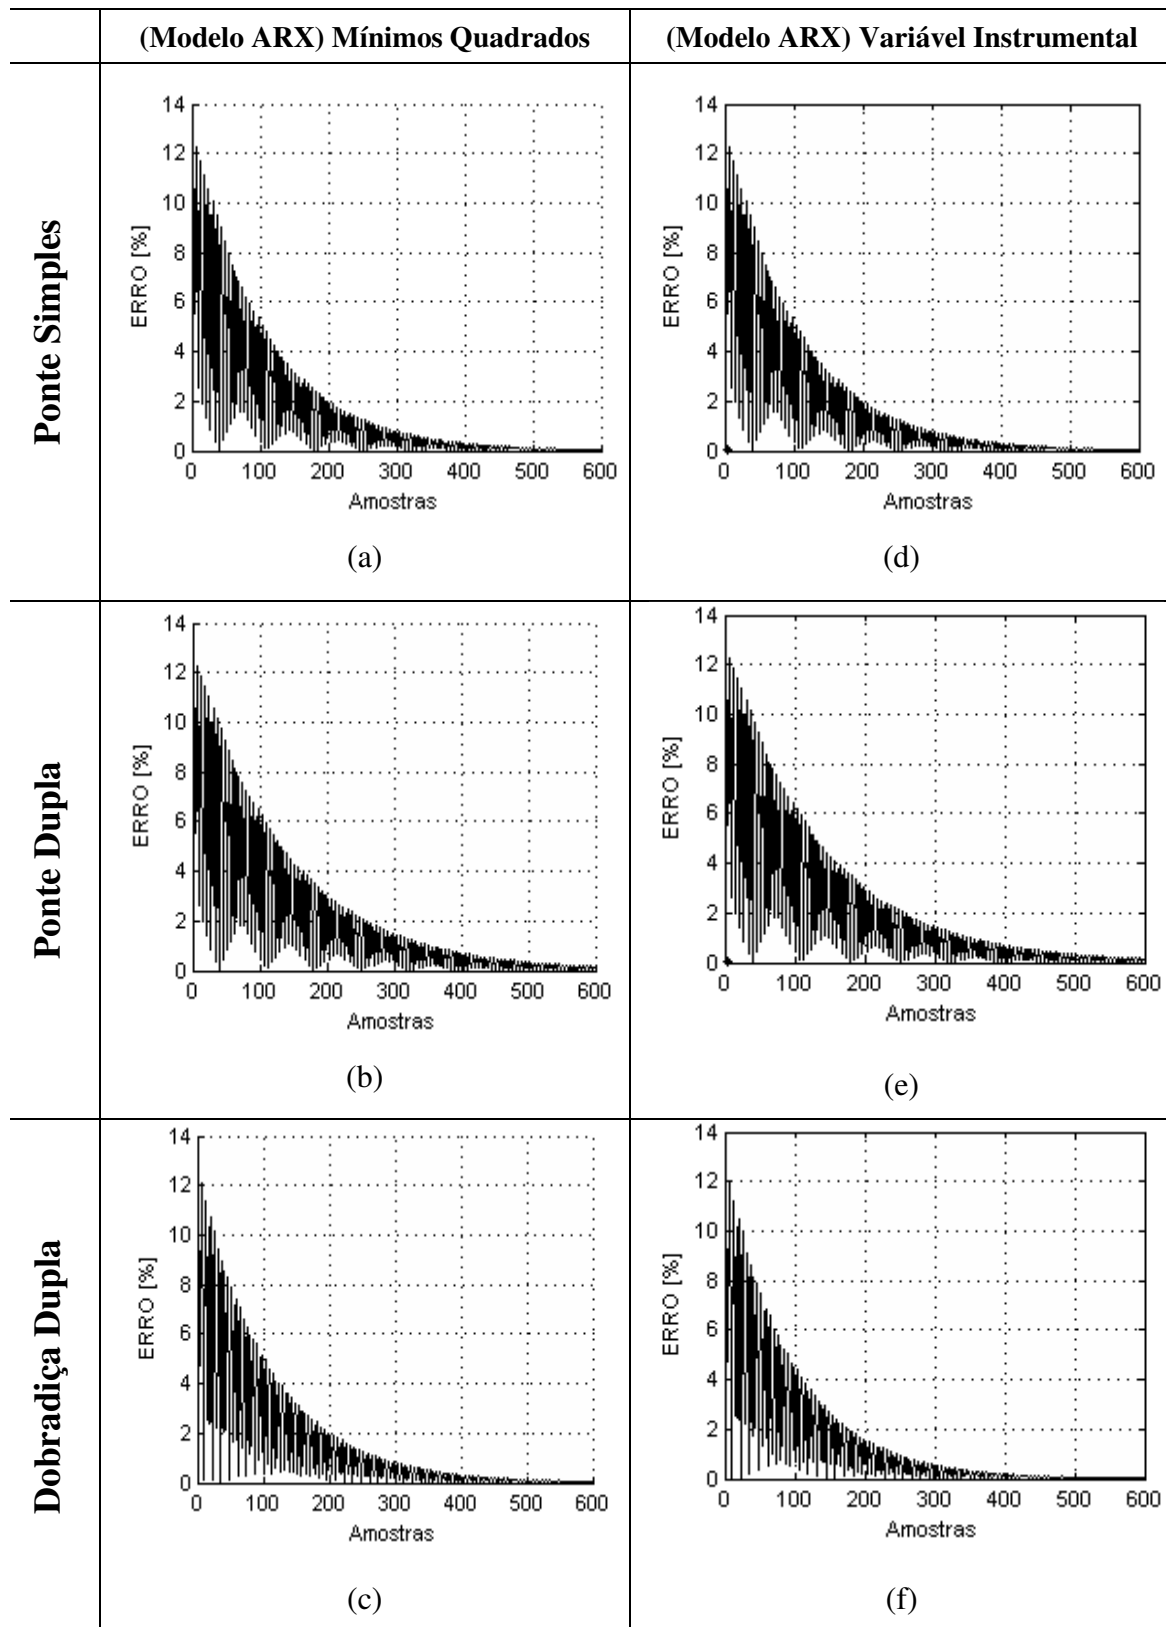 (Modelo ARX) Mínimos Quadrados
(Modelo ARX) Variável Instrumental
Ponte Simples
14
12
10
8
6
4
2
0
ERRO [%]
0 100 200 300 400 500 600
Amostras
(a)
14
12
10
8
6
4
2
0
ERRO [%]
0 100 200 300 400 500 600
Amostras
(d)
Ponte Dupla
14
12
10
8
6
4
2
0
ERRO [%]
0 100 200 300 400 500 600
Amostras
(b)
14
12
10
8
6
4
2
0
ERRO [%]
0 100 200 300 400 500 600
Amostras
(e)
Dobradiça Dupla
14
12
10
8
6
4
2
0
ERRO [%]
0 100 200 300 400 500 600
Amostras
(c)
14
12
10
8
6
4
2
0
ERRO [%]
0 100 200 300 400 500 600
Amostras
(f)